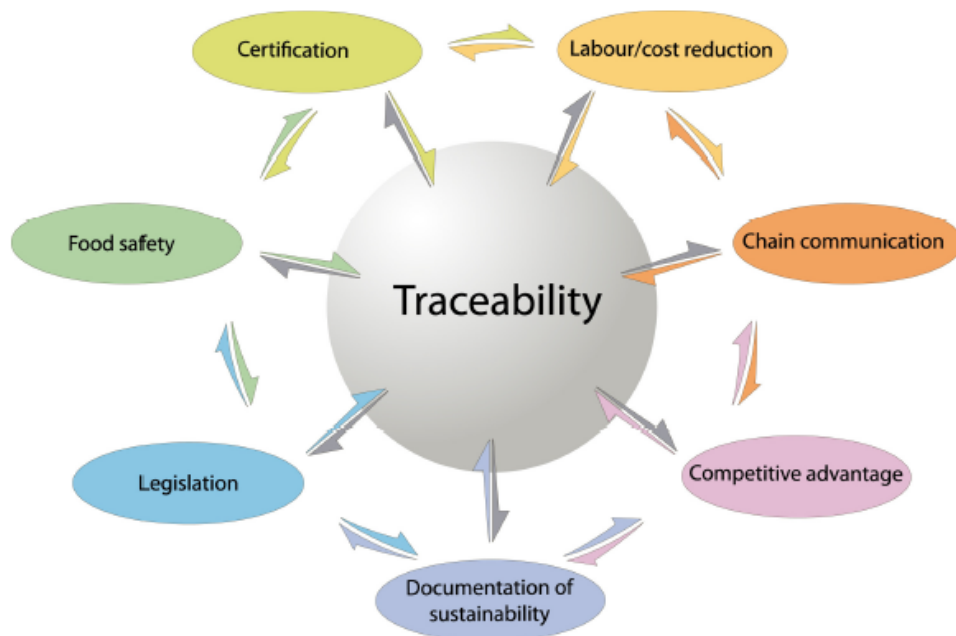 Certification
Labour/cost reduction
Food safety
Chain communication
Traceability
Legislation
Competitive advantage
Documentation of
sustainability